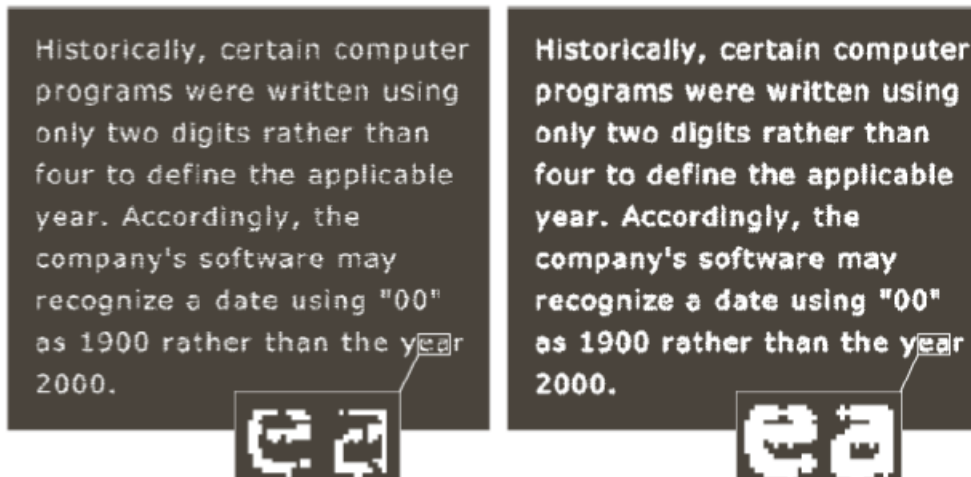 Historically, certain computer
programs were written using
only two digits rather than
four to define the applicable
year. Accordingly, the
company's software may
recognize a date using "00"
as 1900 rather than the year
2000.
ea
Historically, certain computer
programs were written using
only two digits rather than
four to define the applicable
year. Accordingly, the
company's software may
recognize a date using "00"
as 1900 rather than the year
2000.
ea